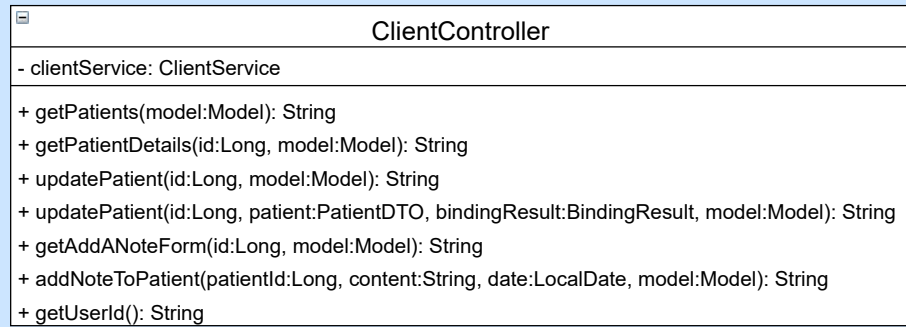 ClientController
- clientService: ClientService
+ getPatients(model:Model): String
+ getPatientDetails(id:Long, model:Model): String
+ updatePatient(id:Long, model:Model): String
+ updatePatient(id:Long, patient:PatientDTO, bindingResult:BindingResult, model:Model): String
+ getAddANoteForm(id:Long, model:Model): String
+ addNoteToPatient(patientId:Long, content:String, date:LocalDate, model:Model): String
+ getUserId(): String